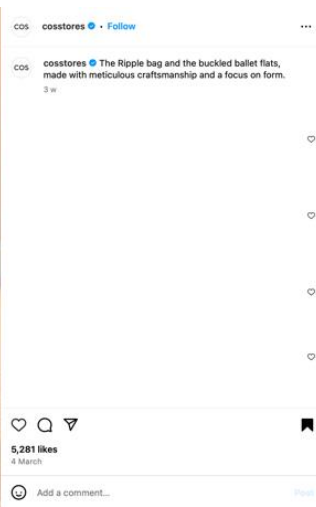 COS cosstores • Follow
COS cosstores The Ripple bag and the buckled ballet flats,
made with meticulous craftsmanship and a focus on form.
3 w
5,281 likes
4 March
Add a comment...
Post